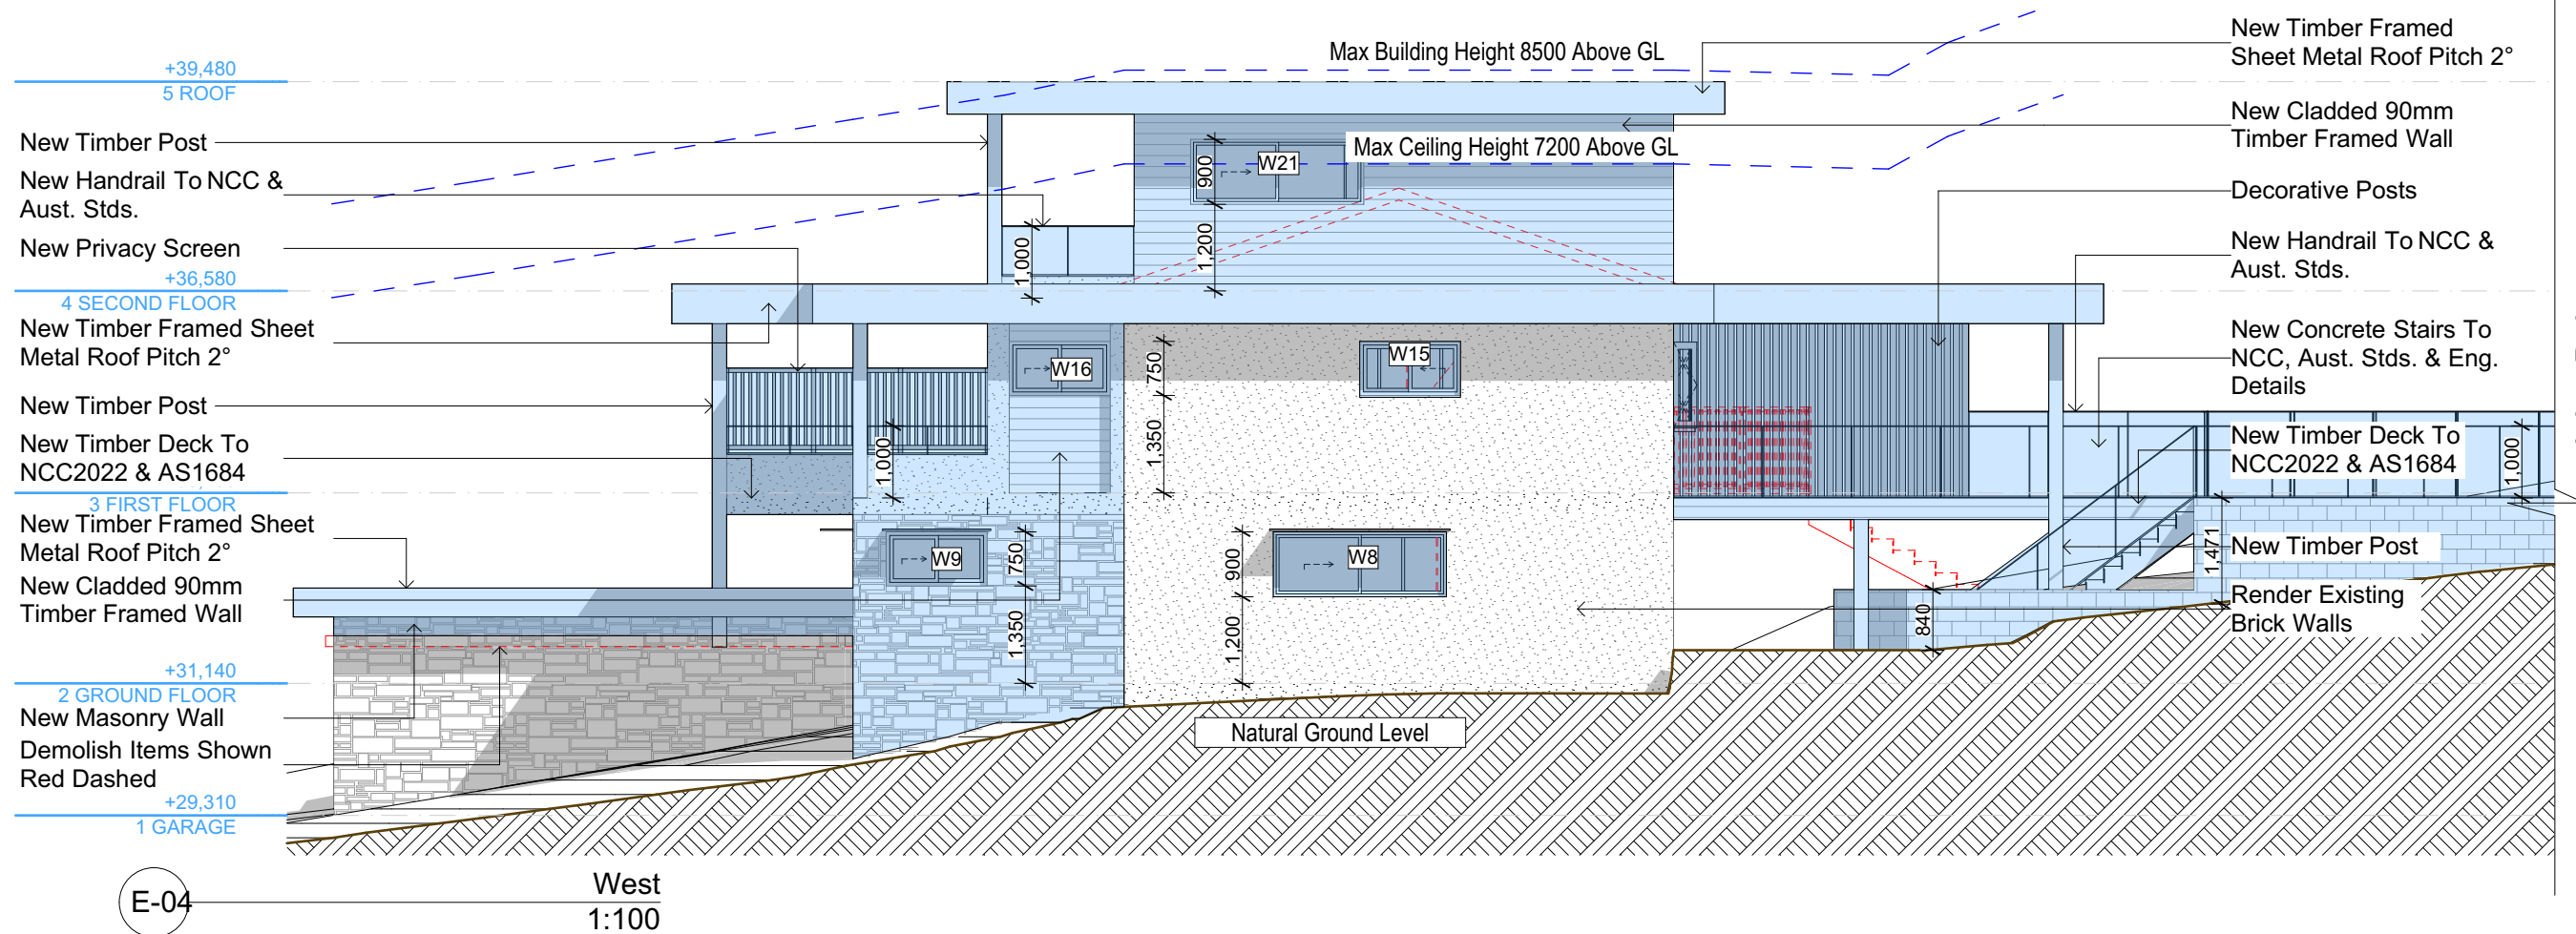 +39,480
5 ROOF
New Timber Post
New Handrail To NCC &
Aust. Stds.
New Privacy Screen
+36,580
4 SECOND FLOOR
New Timber Framed Sheet
Metal Roof Pitch 2°
New Timber Post
New Timber Deck To
NCC2022 & AS1684
3 FIRST FLOOR
New Timber Framed Sheet
Metal Roof Pitch 2°
New Cladded 90mm
Timber Framed Wall
+31,140
2 GROUND FLOOR
New Masonry Wall
Demolish Items Shown
Red Dashed
+29,310
1 GARAGE
Max Building Height 8500 Above GL
Max Ceiling Height 7200 Above GL
W21
900
1,200
1,000
W16
W15
750
1,350
1,000
W9
750
1,350
W8
900
1,200
840
1,471
1,000
Natural Ground Level
New Timber Framed
Sheet Metal Roof Pitch 2°
New Cladded 90mm
Timber Framed Wall
Decorative Posts
New Handrail To NCC &
Aust. Stds.
New Concrete Stairs To
NCC, Aust. Stds. & Eng.
Details
New Timber Deck To
NCC2022 & AS1684
New Timber Post
Render Existing
Brick Walls
E-04
West
1:100